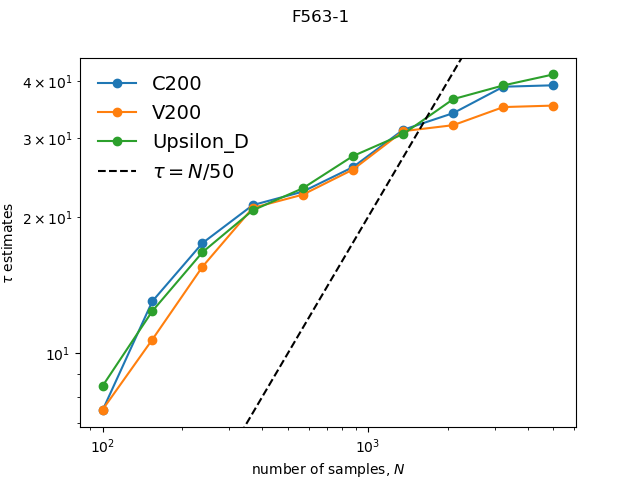 F563-1
C200
V200
Upsilon_D
τ = N/50
4 × 10¹
3 × 10¹
2 × 10¹
10¹
τ estimates
10² 10³
number of samples, N